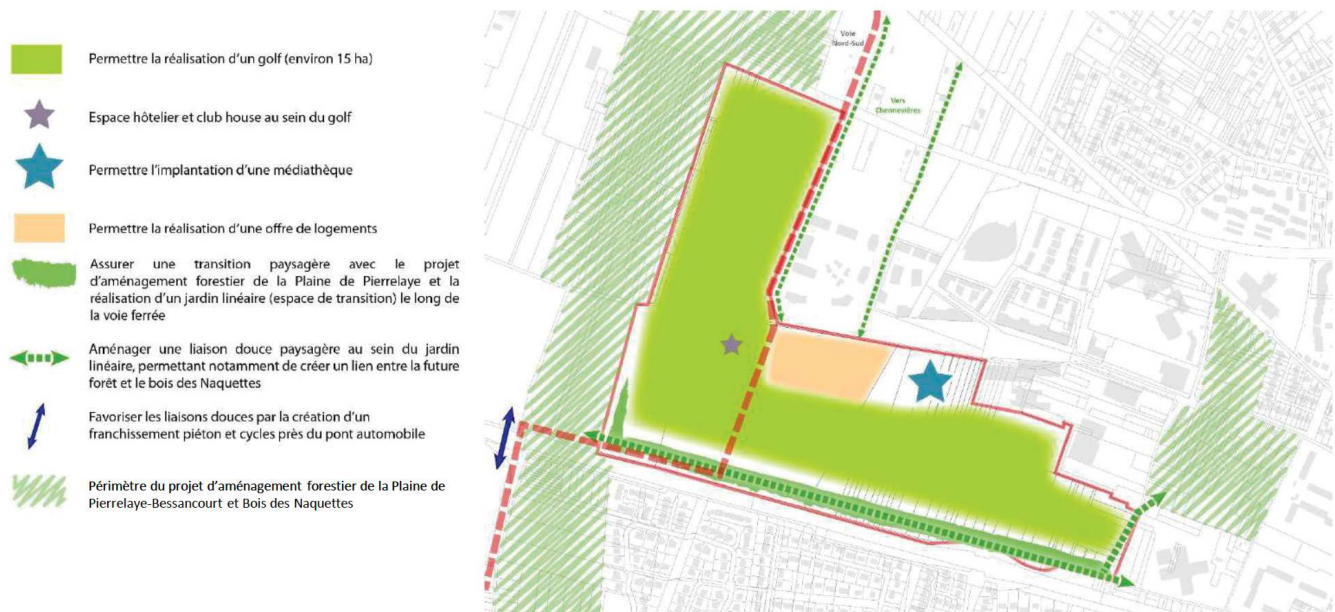 Permettre la réalisation d'un golf (environ 15 ha)
Espace hôtelier et club house au sein du golf
Permettre l'implantation d'une médiathèque
Permettre la réalisation d'une offre de logements
Assurer une transition paysagère avec le projet
d'aménagement forestier de la Plaine de Pierrelaye et la
réalisation d'un jardin linéaire (espace de transition) le long de
la voie ferrée
Aménager une liaison douce paysagère au sein du jardin
linéaire, permettant notamment de créer un lien entre la future
forêt et le bois des Naquettes
Favoriser les liaisons douces par la création d'un
franchissement piéton et cycles près du pont automobile
Périmètre du projet d'aménagement forestier de la Plaine de
Pierrelaye-Bessancourt et Bois des Naquettes
Voie
Nord-Sud
Vers
Chennevières